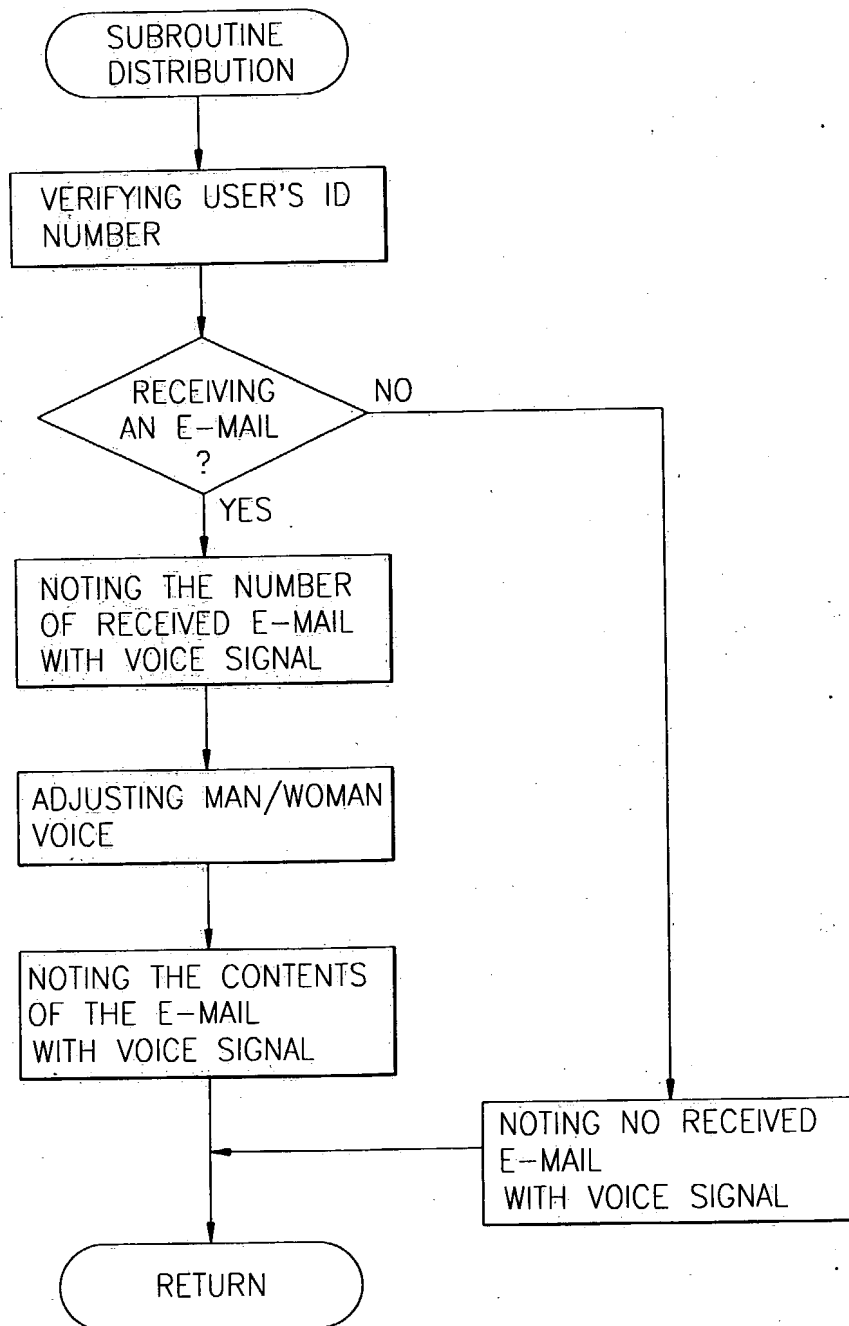 SUBROUTINE
DISTRIBUTION
VERIFYING USER'S ID
NUMBER
RECEIVING
AN E-MAIL
?
NO
YES
NOTING THE NUMBER
OF RECEIVED E-MAIL
WITH VOICE SIGNAL
ADJUSTING MAN/WOMAN
VOICE
NOTING THE CONTENTS
OF THE E-MAIL
WITH VOICE SIGNAL
NOTING NO RECEIVED
E-MAIL
WITH VOICE SIGNAL
RETURN